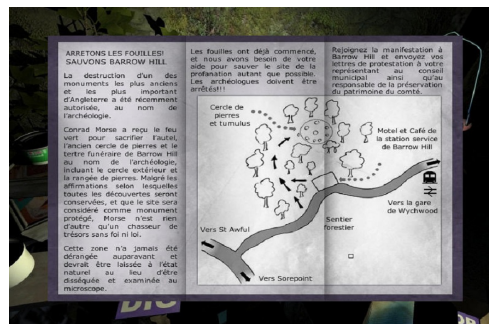 ARRETONS LES FOUILLES!
SAUVONS BARROW HILL
La destruction d'un des
monuments les plus anciens
et les plus important
d'Angleterre a été récemment
autorisée, au nom de
l'archéologie.
Conrad Morse a reçu le feu
vert pour sacrifier l'autel,
l'ancien cercle de pierres et le
tertre funéraire de Barrow Hill
au nom de l'archéologie,
incluant le cercle extérieur et
la rangée de pierres. Malgré les
affirmations selon lesquelles
toutes les découvertes seront
conservées, et que le site sera
considéré comme monument
protégé, Morse n'est rien
d'autre qu'un chasseur de
trésors sans foi ni loi.
Cette zone n'a jamais été
dérangée auparavant et
devrait être laissée à l'état
naturel au lieu d'être
disséquée et examinée au
microscope.
Les fouilles ont déjà commencé,
et nous avons besoin de votre
aide pour sauver le site de la
profanation autant que possible.
Les archéologues doivent être
arrêtés!!!
Rejoignez la manifestation à
Barrow Hill et envoyez vos
lettres de protestation à votre
représentant au conseil
municipal ainsi qu'au
responsable de la préservation
du patrimoine du comté.
Cercle de
pierres
et tumulus
Motel et Café de
la station service
de Barrow Hill
Vers la gare
de Wychwood
Vers St Awful
Sentier
forestier
Vers Sorepoint
DIG